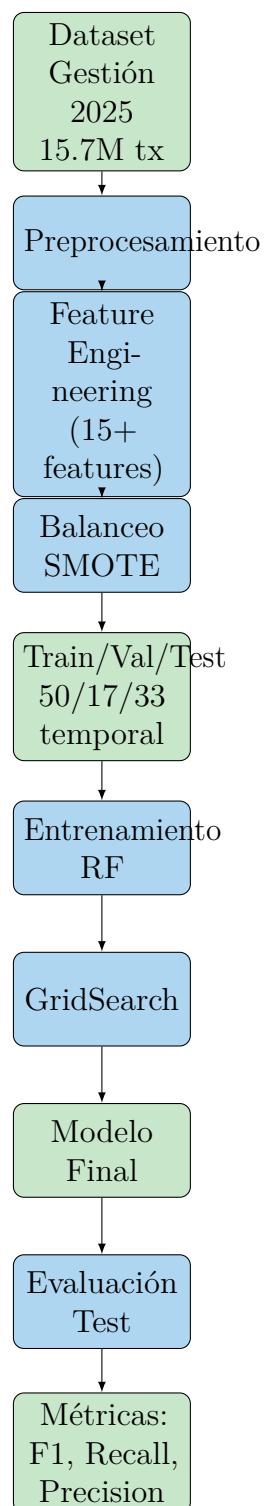 Dataset
Gestión
2025
15.7M tx
Preprocesamiento
Feature
Engi-
neering
(15+
features)
Balanceo
SMOTE
Train/Val/Test
50/17/33
temporal
Entrenamiento
RF
GridSearch
Modelo
Final
Evaluación
Test
Métricas:
F1, Recall,
Precision